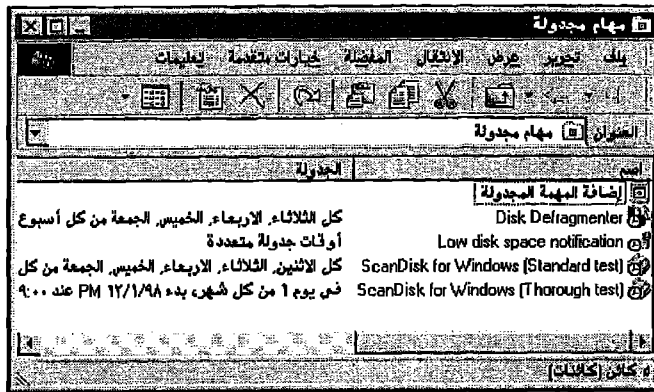 مهام مجدولة
ملف تحرير عرض الانتقال المفضلة خيارات متقدمة تعليمات
العنوان مهام مجدولة
اسم الجدولة
إضافة المهمة المجدولة
Disk Defragmenter كل الثلاثاء, الاربعاء, الخميس, الجمعة من كل أسبوع
Low disk space notification أوقات جدولة متعددة
ScanDisk for Windows (Standard test) كل الاثنين, الثلاثاء, الاربعاء, الخميس, الجمعة من كل
ScanDisk for Windows (Thorough test) في يوم 1 من كل شهر، بدء ١٢/١/٩٨ PM عند ٩:٠٠
كائن (كائنات)